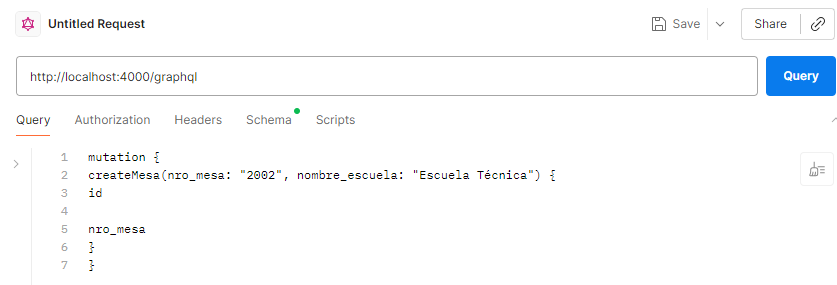 Untitled Request
Save
Share
http://localhost:4000/graphql
Query
Query
Authorization
Headers
Schema
Scripts
1 mutation {
2 createMesa(nro_mesa: "2002", nombre_escuela: "Escuela Técnica") {
3 id
4
5 nro_mesa
6 }
7 }